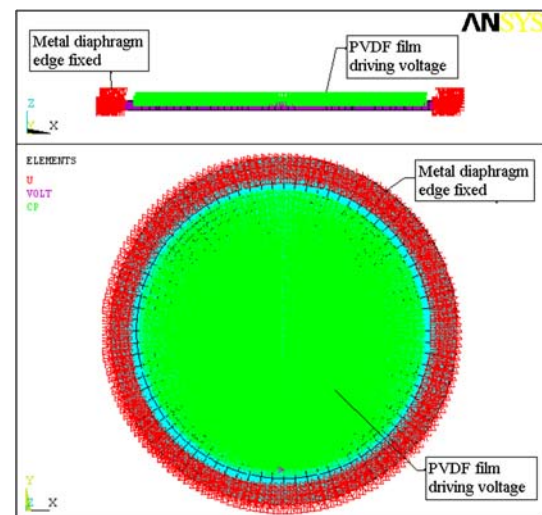 ANSYS
Metal diaphragm
edge fixed
PVDF film
driving voltage
Z
Y X
ELEMENTS
U
VOLT
CP
Metal diaphragm
edge fixed
PVDF film
driving voltage
Y
Z X